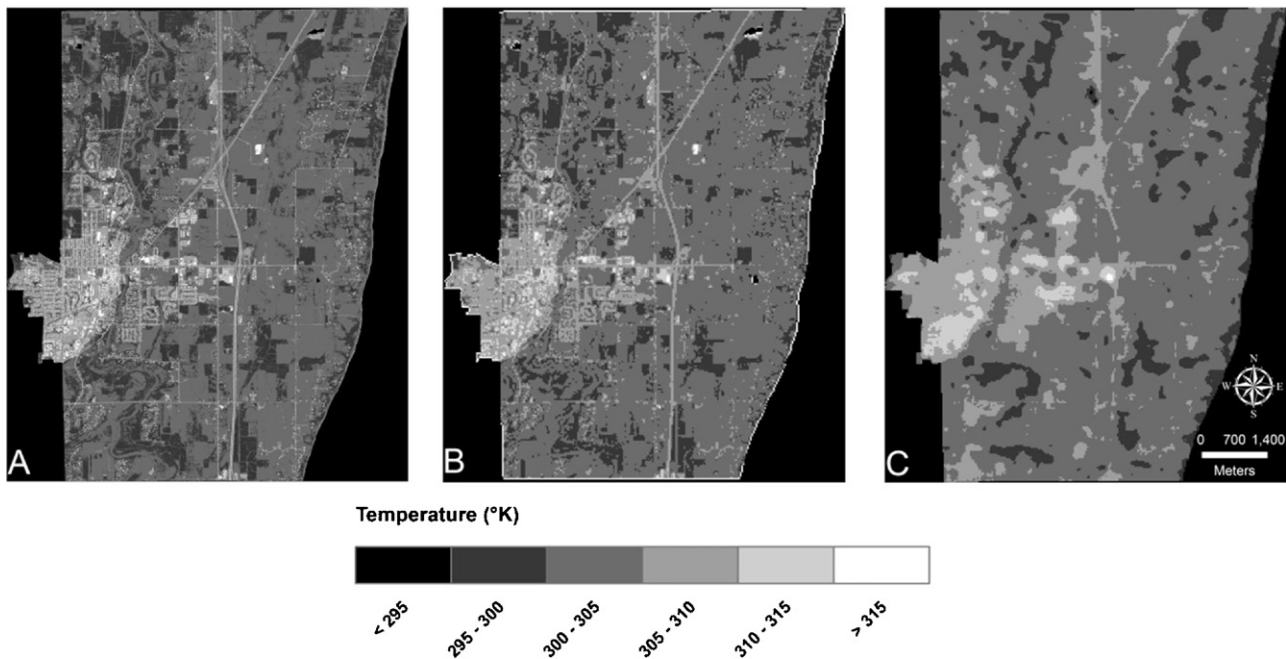 A
B
C
N
W E
S
0 700 1,400
Meters
Temperature (°K)
< 295
295 - 300
300 - 305
305 - 310
310 - 315
> 315